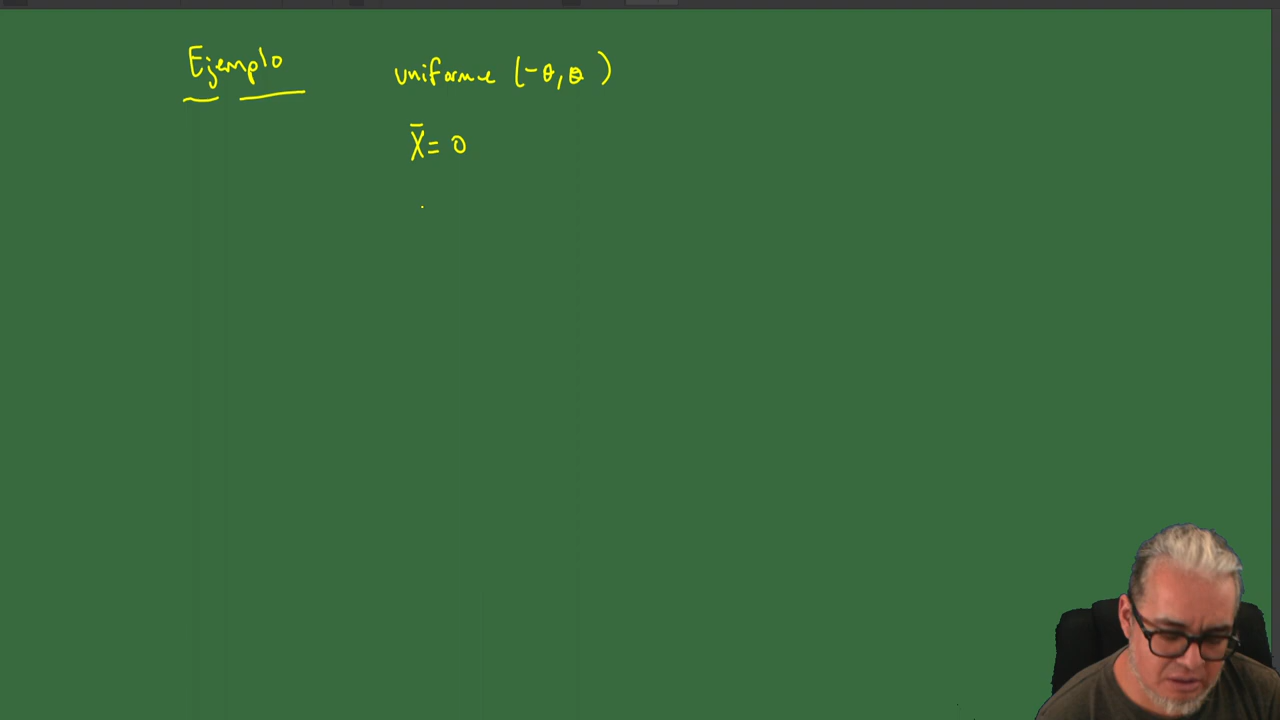 Ejemplo uniforme (-θ, θ)
X̄ = 0